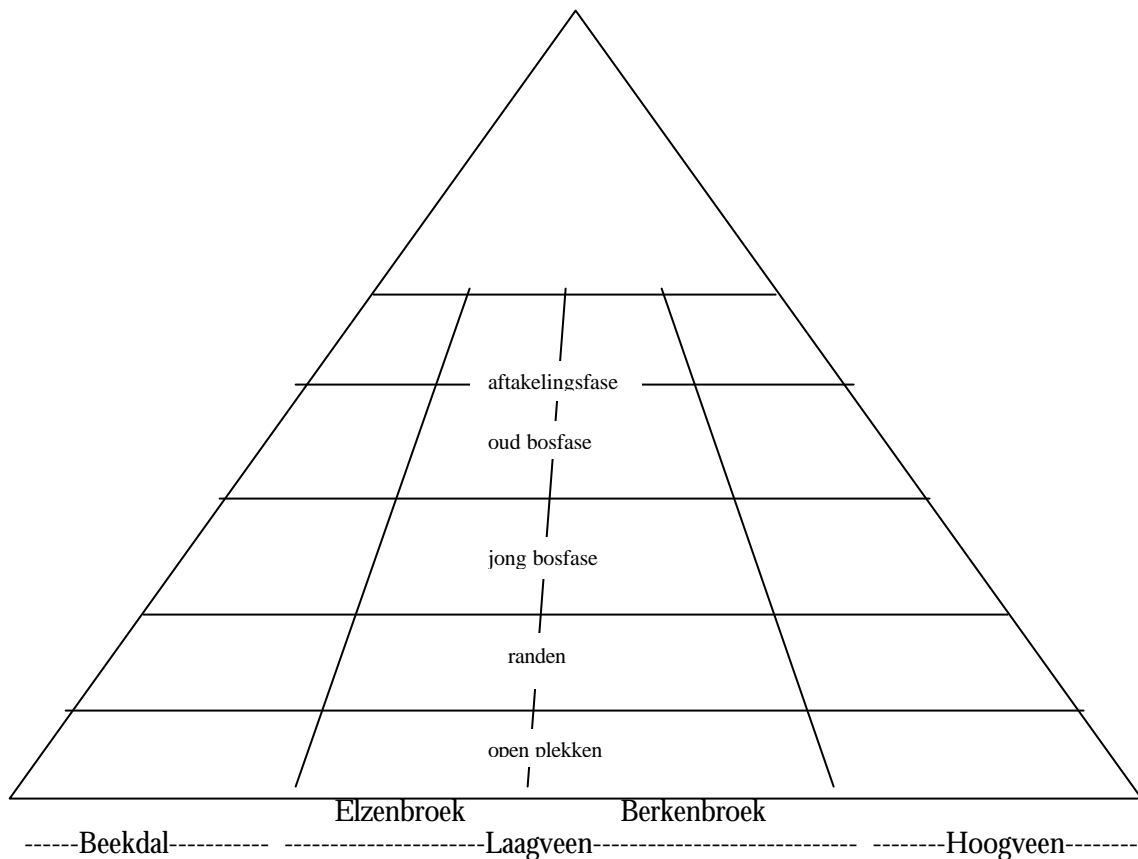 aftakelingsfase
oud bosfase
jong bosfase
randen
open plekken
Elzenbroek Berkenbroek
------Beekdal----------- ----------------------Laagveen----------------------------- --------Hoogveen------